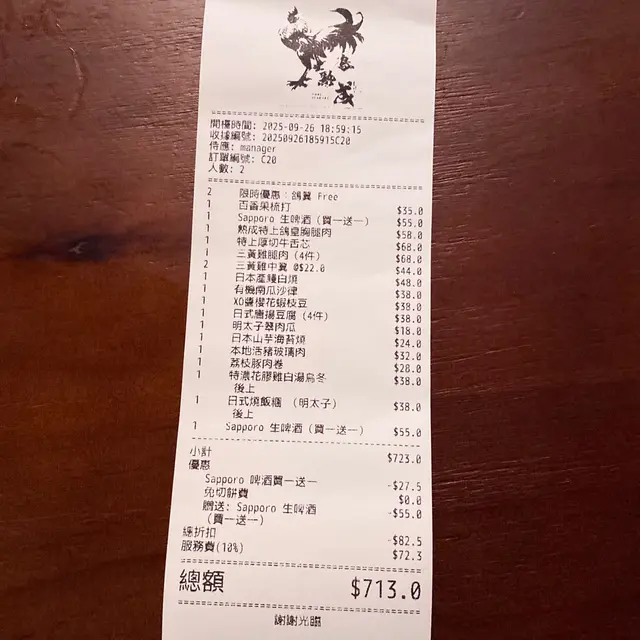 熟成
開檯時間: 2025-09-26 18:59:15
收據編號: 20250926185915C20
侍應: manager
訂單編號: C20
人數: 2
2 限時優惠：鴿翼 Free
1 百香果梳打 $35.0
1 Sapporo 生啤酒 (買一送一) $55.0
1 熟成特上鴿皇胸腿肉 $58.0
1 特上厚切牛舌芯 $68.0
1 三黃雞腿肉 (4件) $68.0
2 三黃雞中翼 @$22.0 $44.0
1 日本產鰻白燒 $48.0
1 有機南瓜沙律 $38.0
1 XO醬櫻花蝦枝豆 $38.0
1 日式唐揚豆腐 (4件) $38.0
1 明太子翠肉瓜 $18.0
1 日本山芋海苔燒 $24.0
1 本地活豬玻璃肉 $32.0
1 荔枝豚肉卷 $28.0
1 特濃花膠雞白湯烏冬 $38.0
後上
1 日式燒飯糰 (明太子) $38.0
後上
1 Sapporo 生啤酒 (買一送一) $55.0
小計 $723.0
優惠
Sapporo 啤酒買一送一 -$27.5
免切餅費 $0.0
贈送: Sapporo 生啤酒 -$55.0
(買一送一)
總折扣 -$82.5
服務費(10%) $72.3
總額 $713.0
謝謝光臨